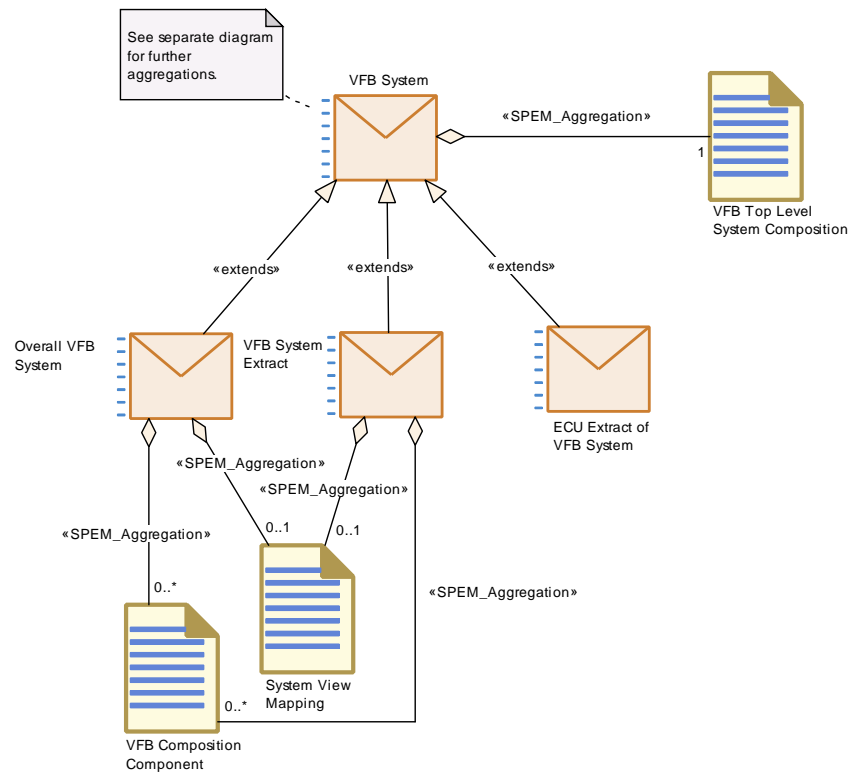 See separate diagram
for further
aggregations.
VFB System
«SPEM_Aggregation»
1
VFB Top Level
System Composition
«extends»
«extends»
«extends»
Overall VFB
System
VFB System
Extract
ECU Extract of
VFB System
«SPEM_Aggregation»
«SPEM_Aggregation»
0..1
0..1
«SPEM_Aggregation»
0..*
«SPEM_Aggregation»
System View
Mapping
0..*
VFB Composition
Component